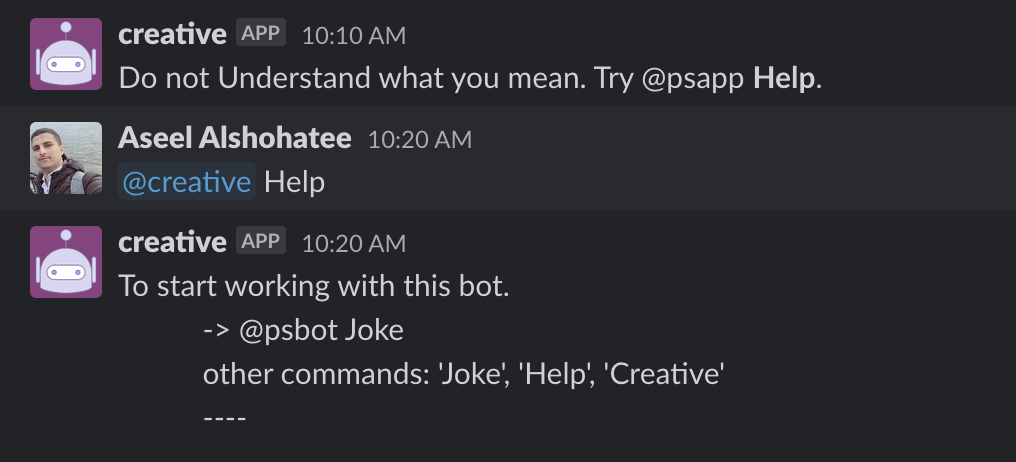 creative APP 10:10 AM
Do not Understand what you mean. Try @psapp Help.
Aseel Alshohatee 10:20 AM
@creative Help
creative APP 10:20 AM
To start working with this bot.
-> @psbot Joke
other commands: 'Joke', 'Help', 'Creative'
----